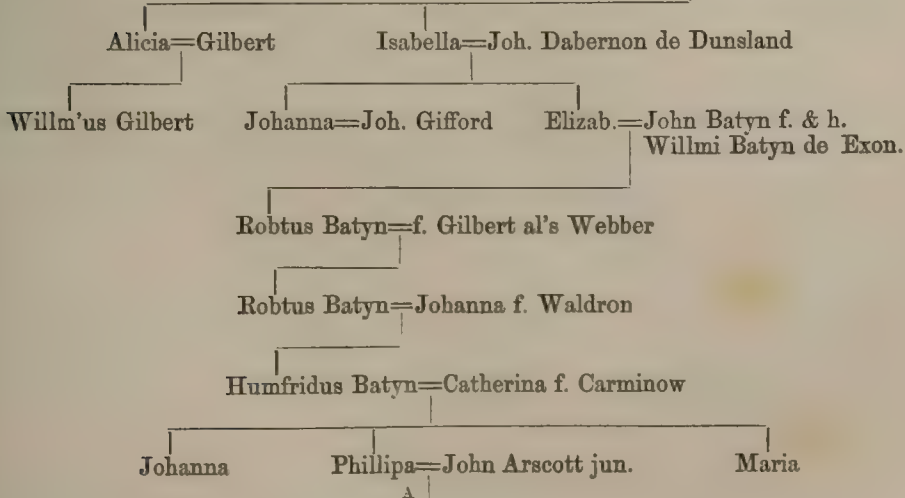 Alicia=Gilbert Isabella=Joh. Dabernon de Dunsland
Willm'us Gilbert Johanna=Joh. Gifford Elizab.=John Batyn f. & h.
Willmi Batyn de Exon.
Robtus Batyn=f. Gilbert al's Webber
Robtus Batyn=Johanna f. Waldron
Humfridus Batyn=Catherina f. Carminow
Johanna Phillipa=John Arscott jun. Maria
A